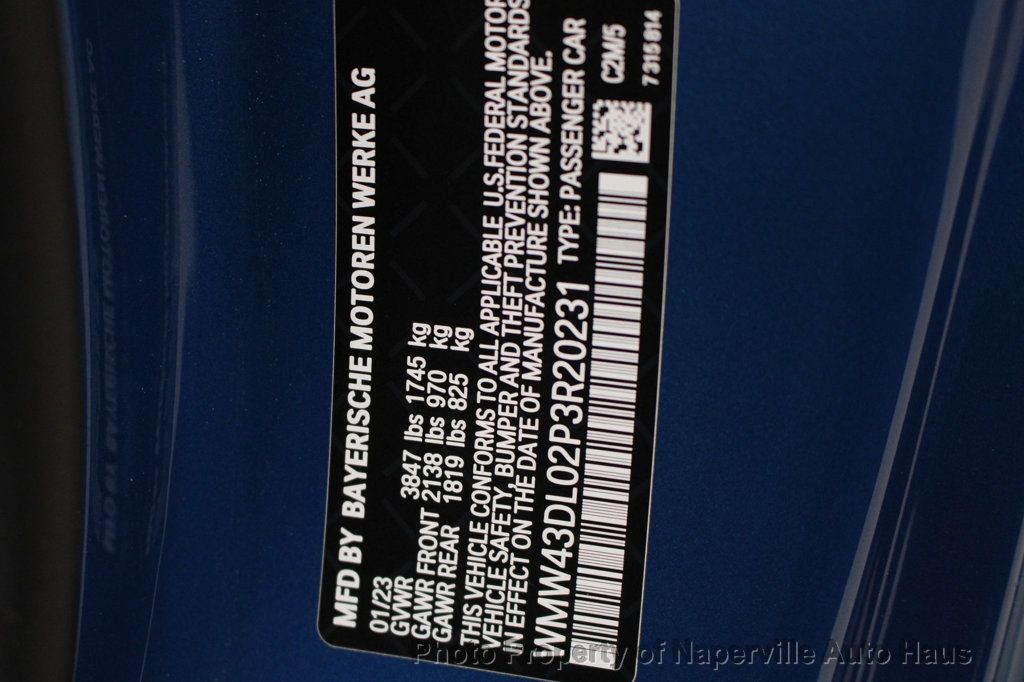 MFD BY BAYERISCHE MOTOREN WERKE AG
01/23
GVWR 3847 lbs 1745 kg
GAWR FRONT 2138 lbs 970 kg
GAWR REAR 1819 lbs 825 kg
THIS VEHICLE CONFORMS TO ALL APPLICABLE U.S.FEDERAL MOTOR
VEHICLE SAFETY, BUMPER AND THEFT PREVENTION STANDARDS
IN EFFECT ON THE DATE OF MANUFACTURE SHOWN ABOVE.
WMW43DL02P3R20231 TYPE: PASSENGER CAR
C2M/5
7315814
Photo Property of Naperville Auto Haus